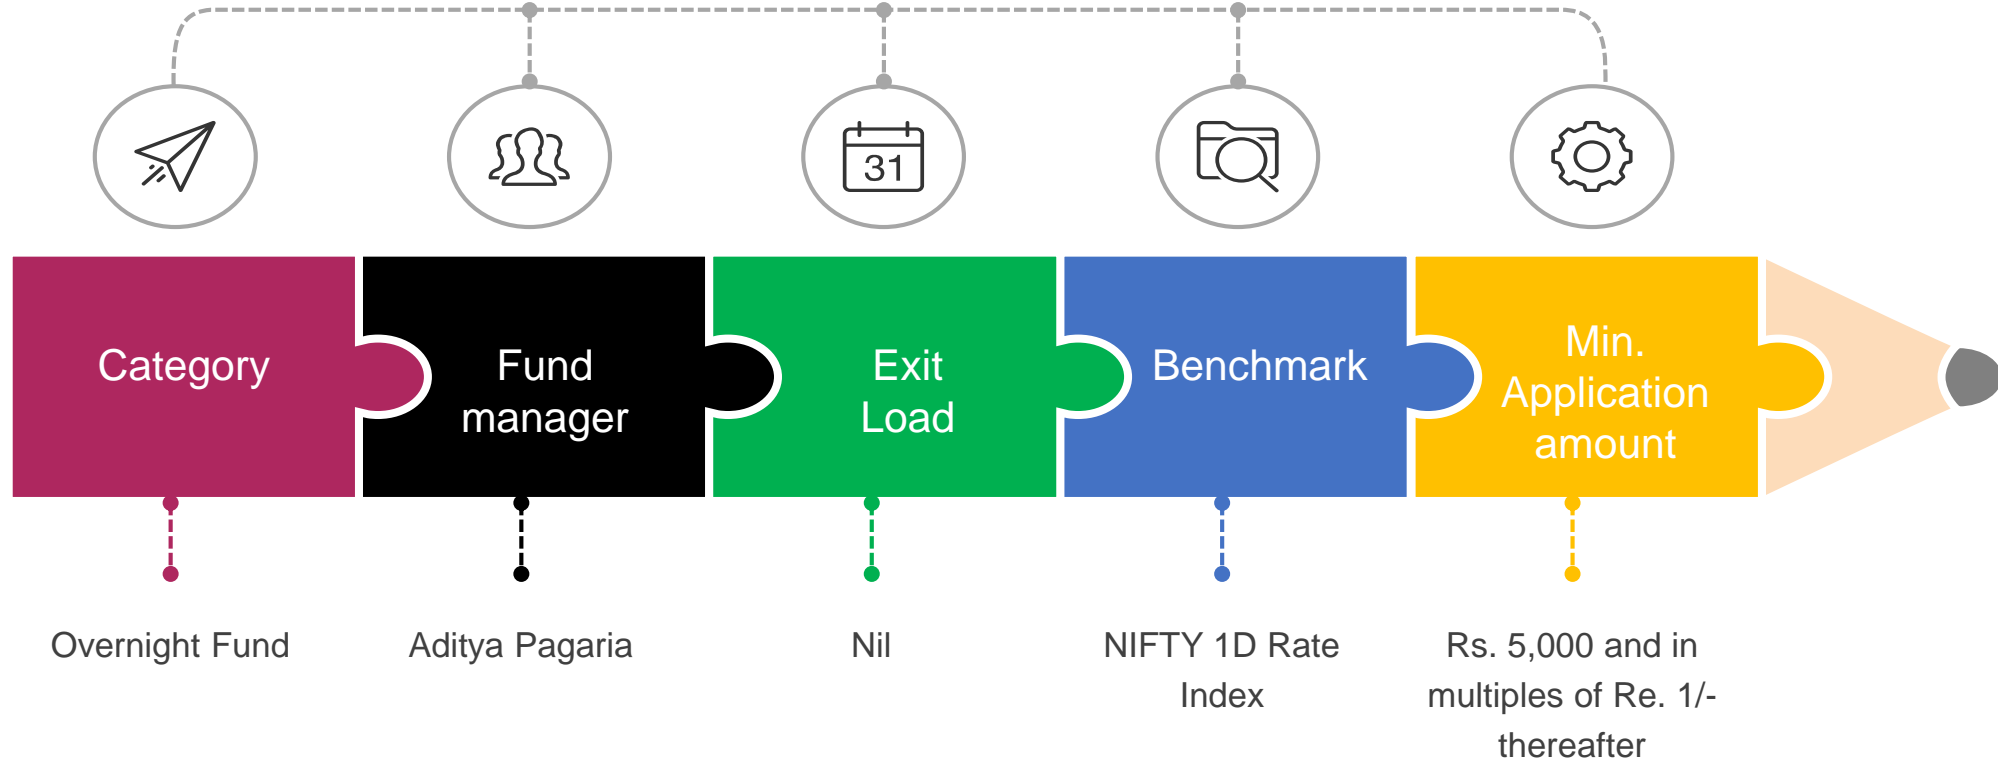 31
Category
Fund
manager
Exit
Load
Benchmark
Min.
Application
amount
Overnight Fund
Aditya Pagaria
Nil
NIFTY 1D Rate
Index
Rs. 5,000 and in
multiples of Re. 1/-
thereafter